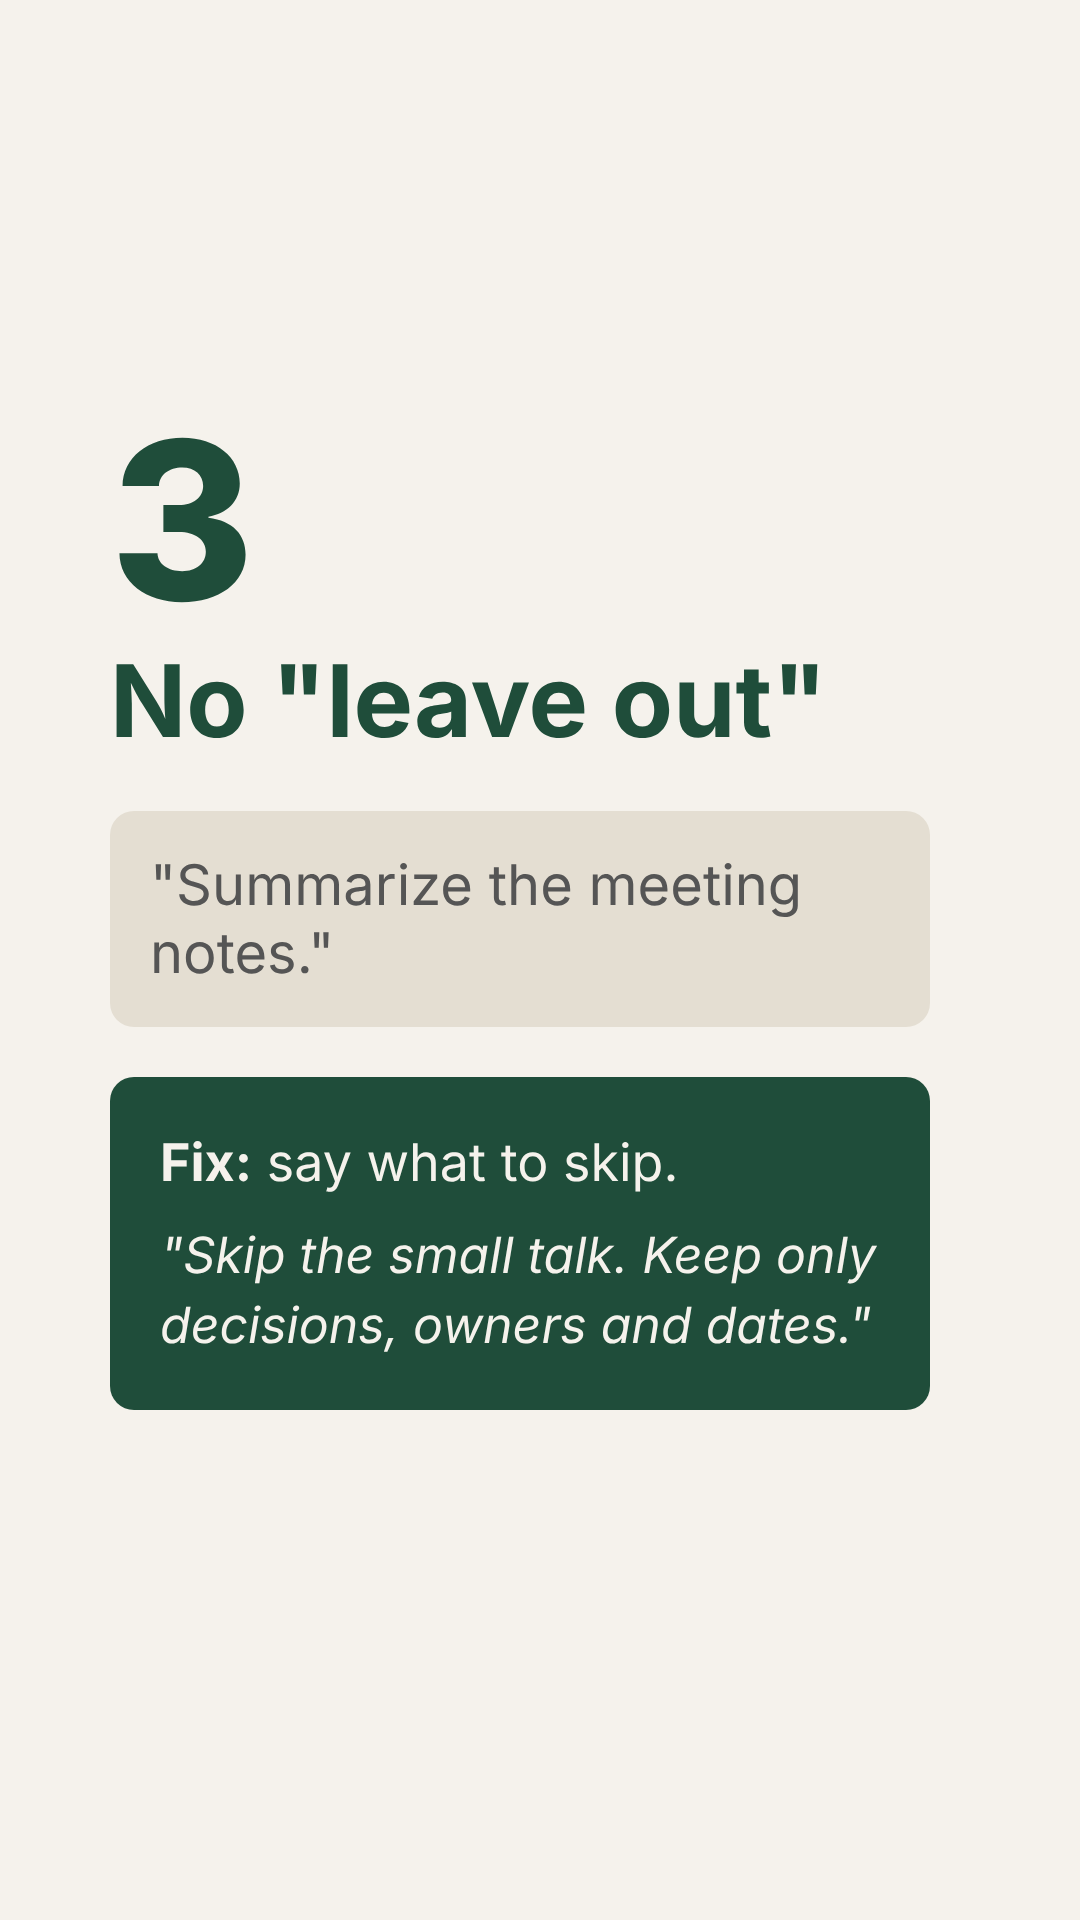 3
No "leave out"
"Summarize the meeting
notes."
Fix: say what to skip.
"Skip the small talk. Keep only
decisions, owners and dates."